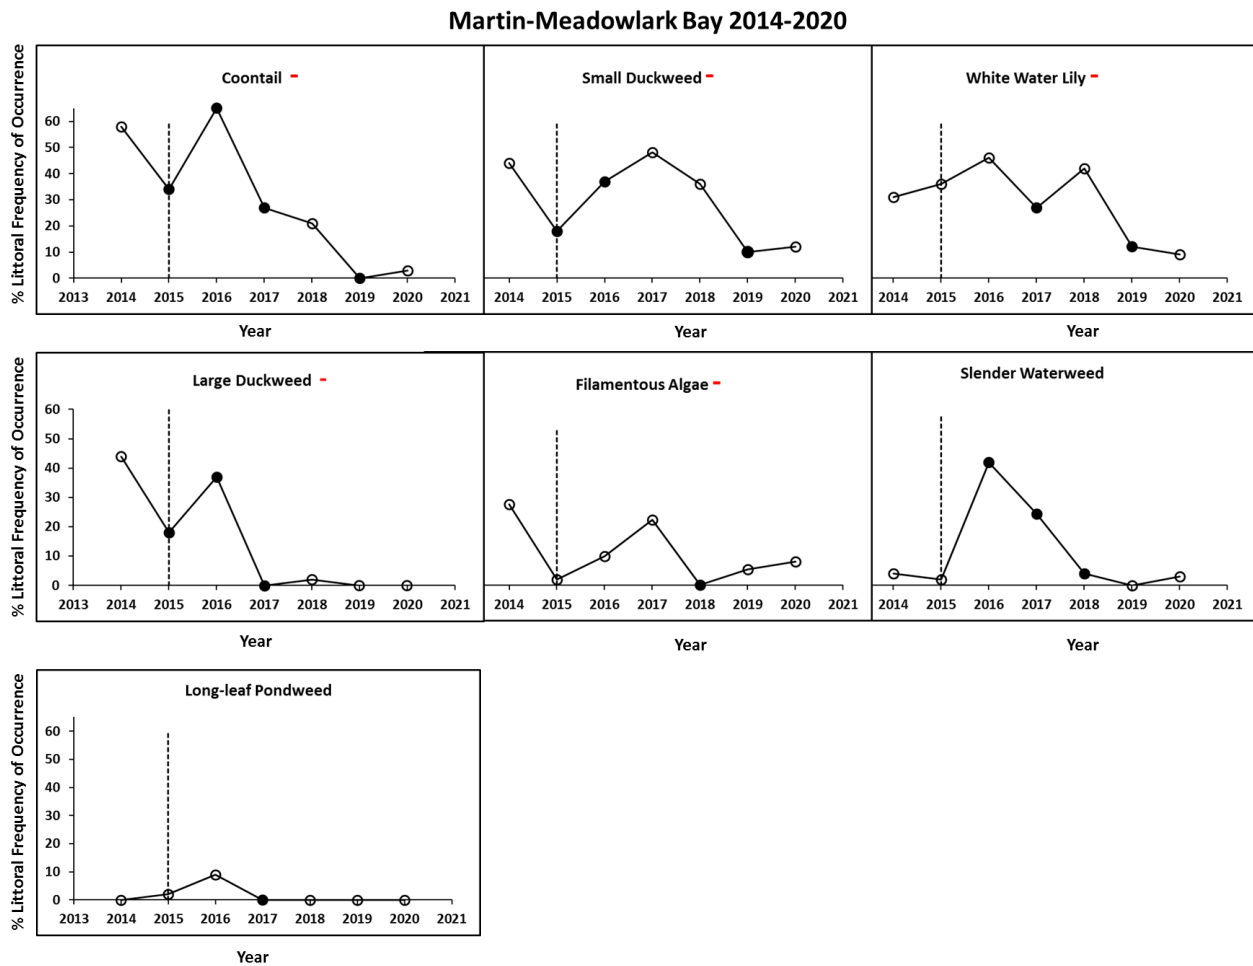 Martin-Meadowlark Bay 2014-2020
% Littoral Frequency of Occurrence
Coontail -
60
50
40
30
20
10
0
2013 2014 2015 2016 2017 2018 2019 2020 2021
Year
Small Duckweed -
2014 2015 2016 2017 2018 2019 2020 2021
Year
White Water Lily -
2014 2015 2016 2017 2018 2019 2020 2021
Year
% Littoral Frequency of Occurrence
Large Duckweed -
60
50
40
30
20
10
0
2013 2014 2015 2016 2017 2018 2019 2020 2021
Year
Filamentous Algae -
2014 2015 2016 2017 2018 2019 2020 2021
Year
Slender Waterweed
2014 2015 2016 2017 2018 2019 2020 2021
Year
% Littoral Frequency of Occurrence
Long-leaf Pondweed
60
50
40
30
20
10
0
2013 2014 2015 2016 2017 2018 2019 2020 2021
Year